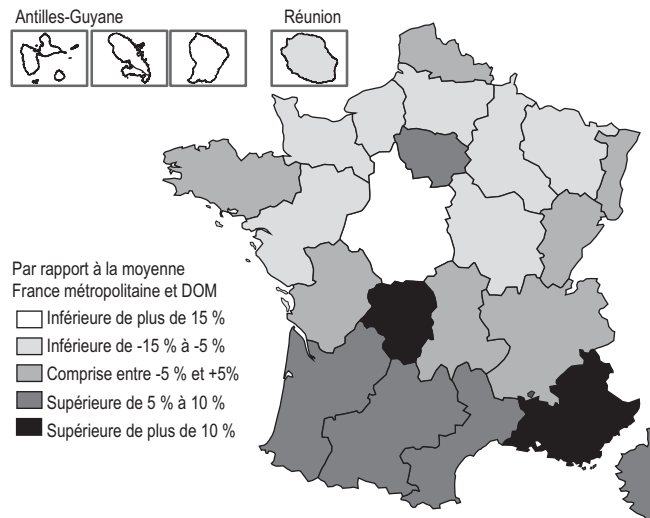 Antilles-Guyane
Réunion
Par rapport à la moyenne
France métropolitaine et DOM
Inférieure de plus de 15 %
Inférieure de -15 % à -5 %
Comprise entre -5 % et +5%
Supérieure de 5 % à 10 %
Supérieure de plus de 10 %